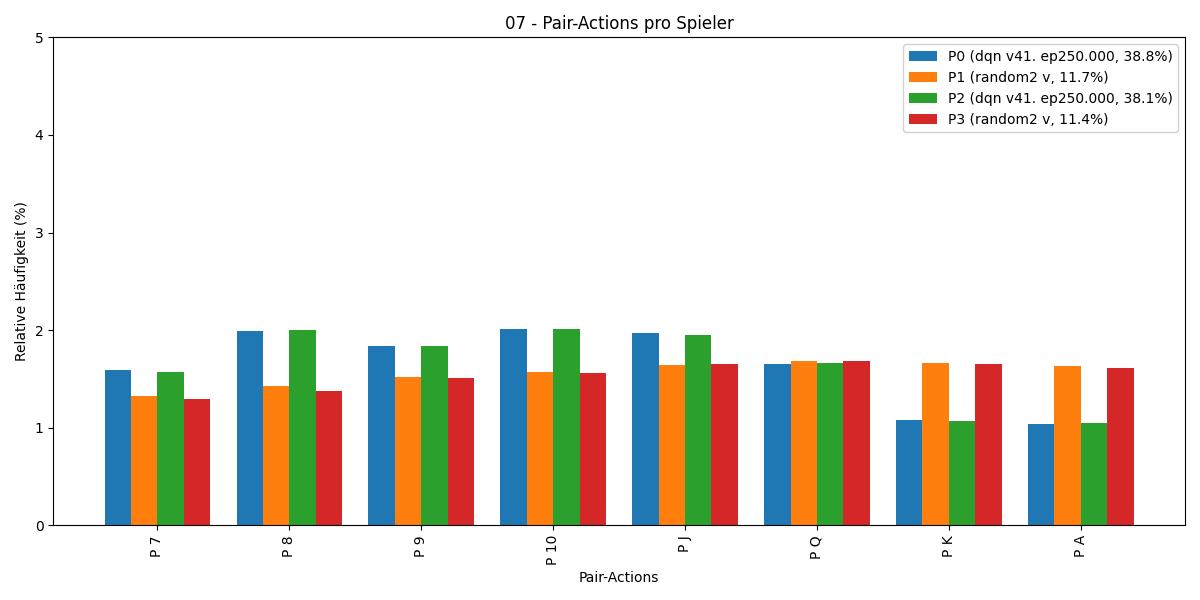 07 - Pair-Actions pro Spieler
P0 (dqn v41. ep250.000, 38.8%)
P1 (random2 v, 11.7%)
P2 (dqn v41. ep250.000, 38.1%)
P3 (random2 v, 11.4%)
Relative Häufigkeit (%)
5
4
3
2
1
0
P 7
P 8
P 9
P 10
P J
P Q
P K
P A
Pair-Actions